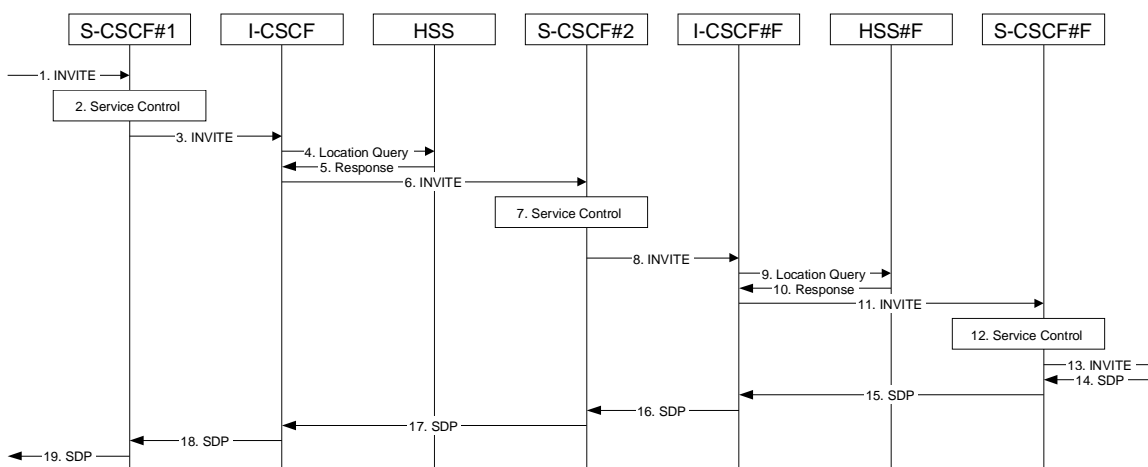 S-CSCF#1
I-CSCF
HSS
S-CSCF#2
I-CSCF#F
HSS#F
S-CSCF#F
1. INVITE
2. Service Control
3. INVITE
4. Location Query
5. Response
6. INVITE
7. Service Control
8. INVITE
9. Location Query
10. Response
11. INVITE
12. Service Control
13. INVITE
14. SDP
15. SDP
16. SDP
17. SDP
18. SDP
19. SDP